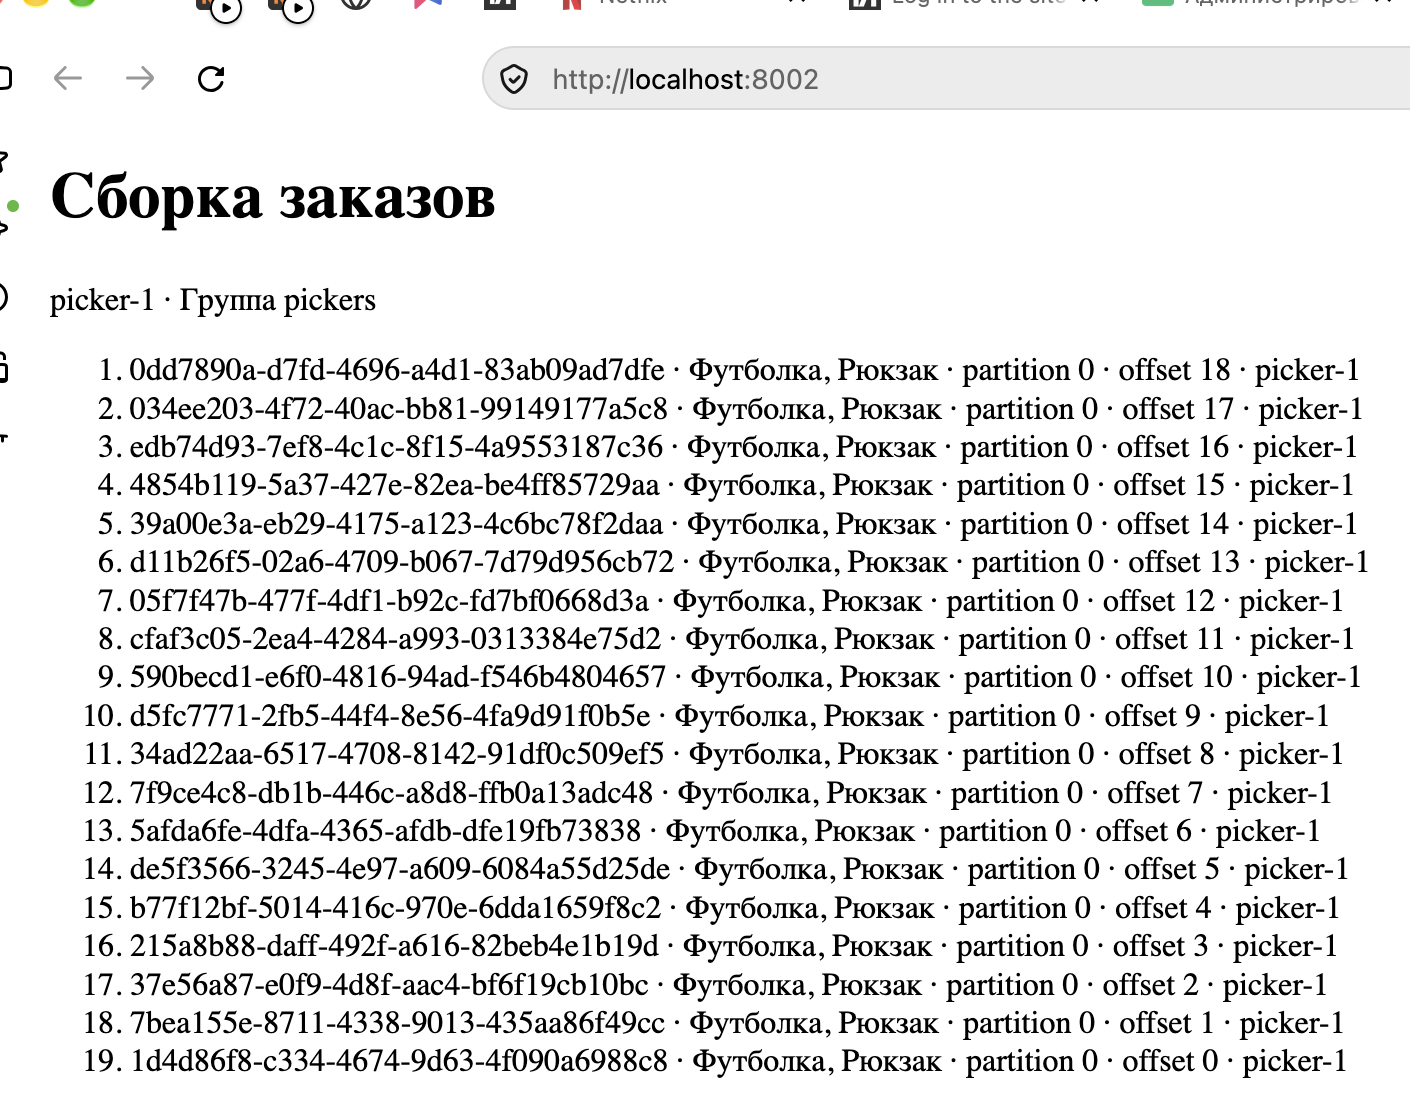 Netflix
Log in to the site
http://localhost:8002
Сборка заказов
picker-1 · Группа pickers
1. 0dd7890a-d7fd-4696-a4d1-83ab09ad7dfe · Футболка, Рюкзак · partition 0 · offset 18 · picker-1
2. 034ee203-4f72-40ac-bb81-99149177a5c8 · Футболка, Рюкзак · partition 0 · offset 17 · picker-1
3. edb74d93-7ef8-4c1c-8f15-4a9553187c36 · Футболка, Рюкзак · partition 0 · offset 16 · picker-1
4. 4854b119-5a37-427e-82ea-be4ff85729aa · Футболка, Рюкзак · partition 0 · offset 15 · picker-1
5. 39a00e3a-eb29-4175-a123-4c6bc78f2daa · Футболка, Рюкзак · partition 0 · offset 14 · picker-1
6. d11b26f5-02a6-4709-b067-7d79d956cb72 · Футболка, Рюкзак · partition 0 · offset 13 · picker-1
7. 05f7f47b-477f-4df1-b92c-fd7bf0668d3a · Футболка, Рюкзак · partition 0 · offset 12 · picker-1
8. cfaf3c05-2ea4-4284-a993-0313384e75d2 · Футболка, Рюкзак · partition 0 · offset 11 · picker-1
9. 590becd1-e6f0-4816-94ad-f546b4804657 · Футболка, Рюкзак · partition 0 · offset 10 · picker-1
10. d5fc7771-2fb5-44f4-8e56-4fa9d91f0b5e · Футболка, Рюкзак · partition 0 · offset 9 · picker-1
11. 34ad22aa-6517-4708-8142-91df0c509ef5 · Футболка, Рюкзак · partition 0 · offset 8 · picker-1
12. 7f9ce4c8-db1b-446c-a8d8-ffb0a13adc48 · Футболка, Рюкзак · partition 0 · offset 7 · picker-1
13. 5afda6fe-4dfa-4365-afdb-dfe19fb73838 · Футболка, Рюкзак · partition 0 · offset 6 · picker-1
14. de5f3566-3245-4e97-a609-6084a55d25de · Футболка, Рюкзак · partition 0 · offset 5 · picker-1
15. b77f12bf-5014-416c-970e-6dda1659f8c2 · Футболка, Рюкзак · partition 0 · offset 4 · picker-1
16. 215a8b88-daff-492f-a616-82beb4e1b19d · Футболка, Рюкзак · partition 0 · offset 3 · picker-1
17. 37e56a87-e0f9-4d8f-aac4-bf6f19cb10bc · Футболка, Рюкзак · partition 0 · offset 2 · picker-1
18. 7bea155e-8711-4338-9013-435aa86f49cc · Футболка, Рюкзак · partition 0 · offset 1 · picker-1
19. 1d4d86f8-c334-4674-9d63-4f090a6988c8 · Футболка, Рюкзак · partition 0 · offset 0 · picker-1